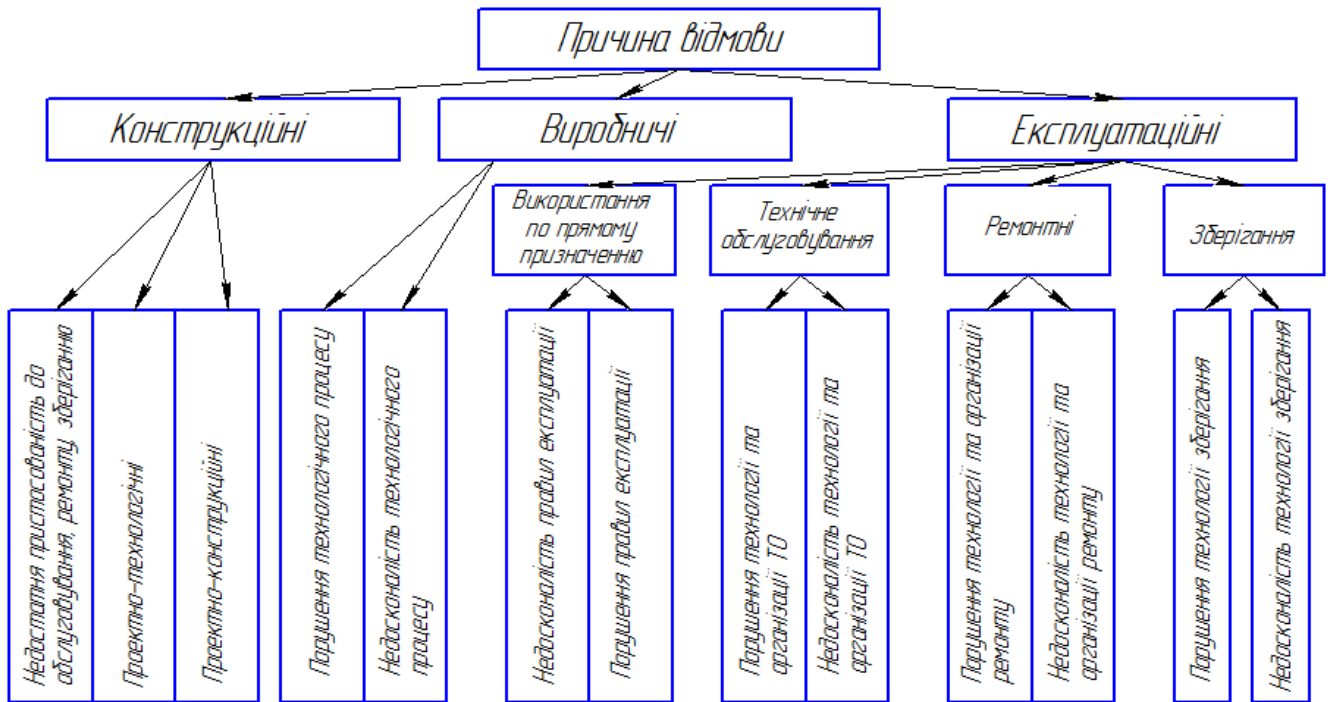 Причина відмови
Конструкційні
Виробничі
Експлуатаційні
Використання
по прямому
призначенню
Технічне
обслуговування
Ремонтні
Зберігання
Недостатня пристосованість до
обслуговування, ремонту, зберіганню
Проектно-технологічні
Проектно-конструкційні
Порушення технологічного процесу
Недосконалість технологічного
процесу
Недосконалість правил експлуатації
Порушення правил експлуатації
Порушення технології та
організації ТО
Недосконалість технології та
організації ТО
Порушення технології та організації
ремонту
Недосконалість технології та
організації ремонту
Порушення технології зберігання
Недосконалість технології зберігання